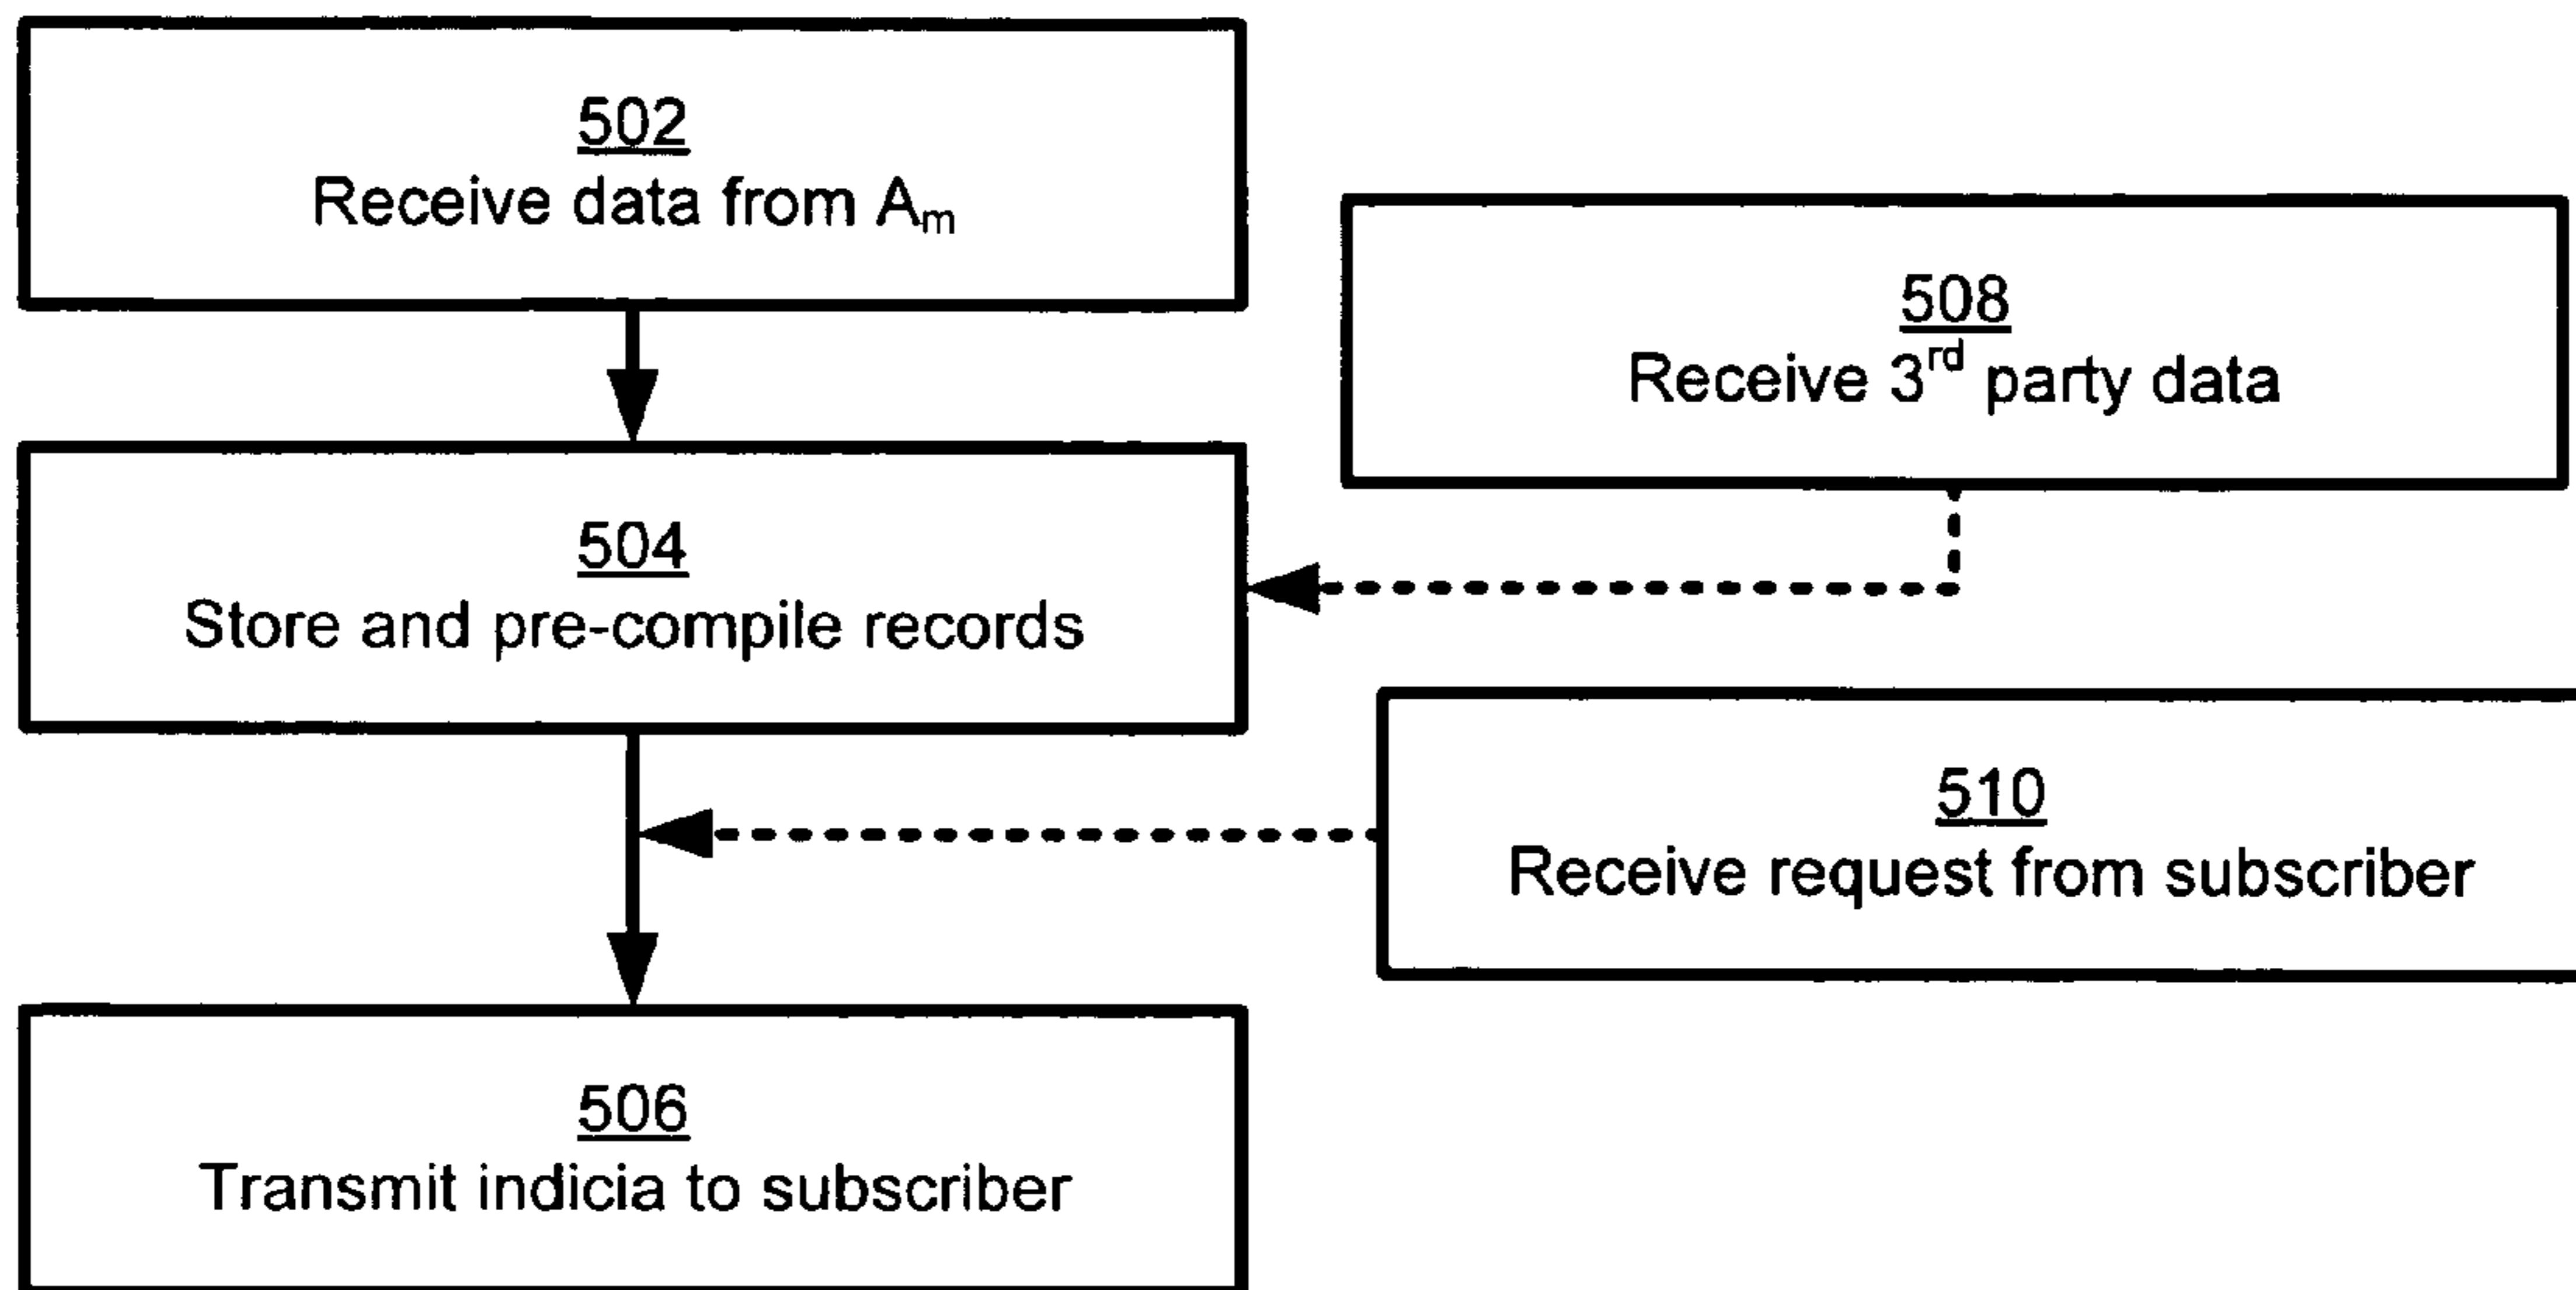 502
Receive data from Aₘ
508
Receive 3ʳᵈ party data
504
Store and pre-compile records
510
Receive request from subscriber
506
Transmit indicia to subscriber